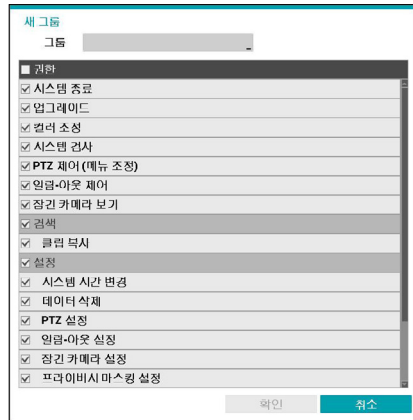 새 그룹
그룹
권한
시스템 종료
업그레이드
컬러 조정
시스템 검사
PTZ 제어 (메뉴 조정)
알람-아웃 제어
잠긴 카메라 보기
검색
클립 복사
설정
시스템 시간 변경
데이터 삭제
PTZ 설정
알람-아웃 설정
잠긴 카메라 설정
프라이버시 마스킹 설정
확인 취소